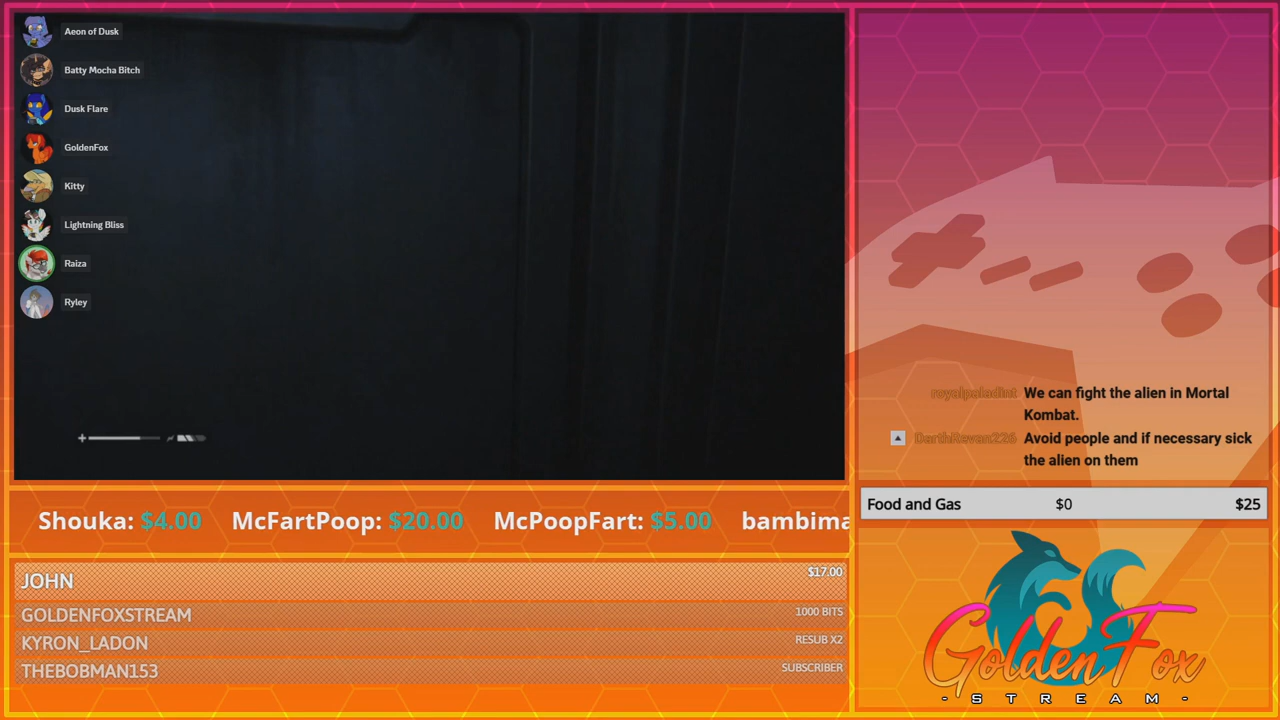 Aeon of Dusk
Batty Mocha Bitch
Dusk Flare
GoldenFox
Kitty
Lightning Bliss
Raiza
Ryley
royalpaladint We can fight the alien in Mortal
Kombat.
DarthRevan226 Avoid people and if necessary sick
the alien on them
Food and Gas $0 $25
Shouka: $4.00 McFartPoop: $20.00 McPoopFart: $5.00 bambima
JOHN $17.00
GOLDENFOXSTREAM 1000 BITS
KYRON_LADON RESUB X2
THEBOBMAN153 SUBSCRIBER
GoldenFox
- STREAM -